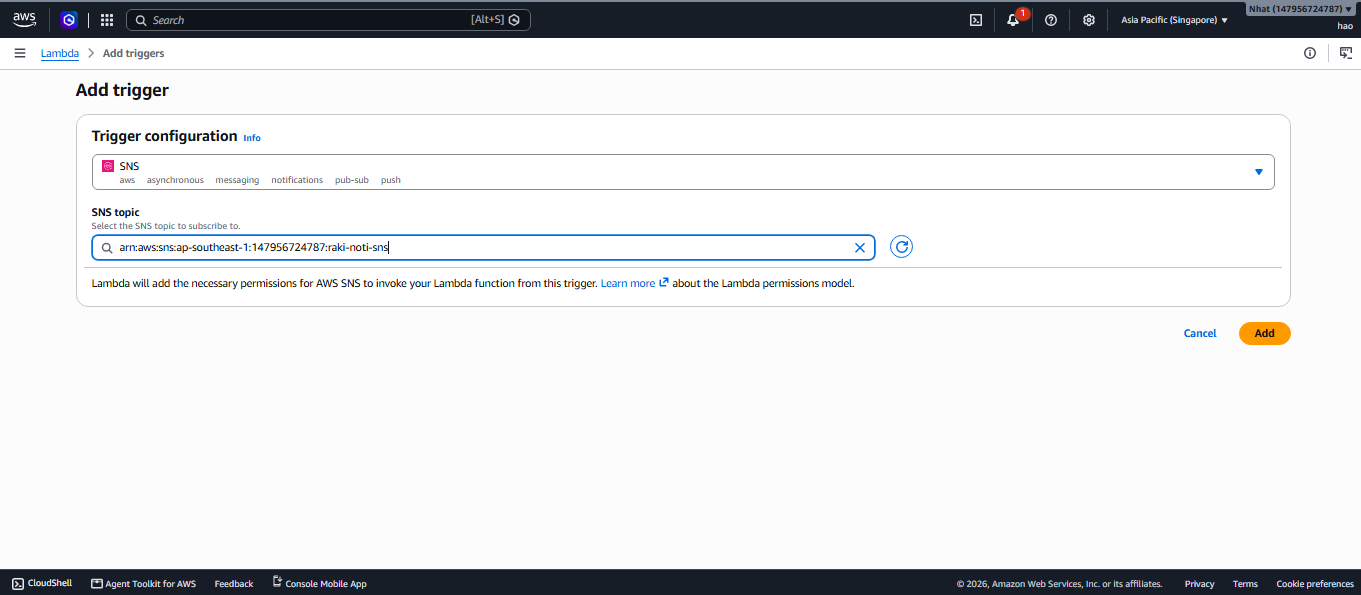 aws Search [Alt+S] 1 Asia Pacific (Singapore) Nhat (147956724787)
hao
Lambda Add triggers
Add trigger
Trigger configuration Info
SNS
aws asynchronous messaging notifications pub-sub push
SNS topic
Select the SNS topic to subscribe to.
arn:aws:sns:ap-southeast-1:147956724787:raki-noti-sns
Lambda will add the necessary permissions for AWS SNS to invoke your Lambda function from this trigger. Learn more about the Lambda permissions model.
Cancel Add
CloudShell Agent Toolkit for AWS Feedback Console Mobile App © 2026, Amazon Web Services, Inc. or its affiliates. Privacy Terms Cookie preferences